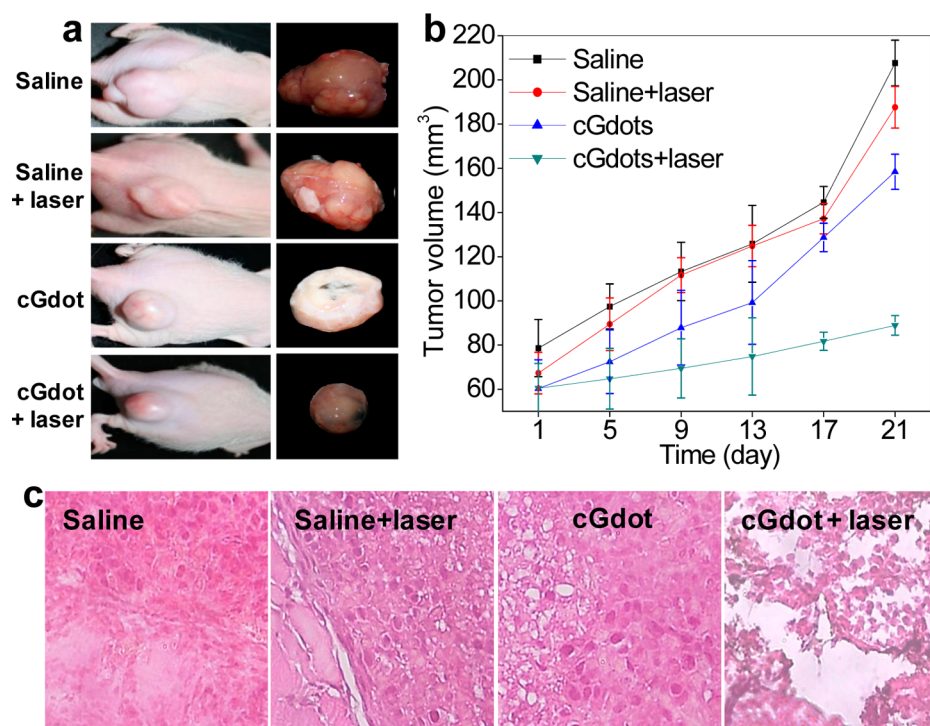 a
Saline
Saline
+ laser
cGdot
cGdot
+ laser
b
220
200
180
160
140
120
100
80
60
Tumor volume (mm³)
Saline
Saline+laser
cGdots
cGdots+laser
1 5 9 13 17 21
Time (day)
c
Saline
Saline+laser
cGdot
cGdot + laser